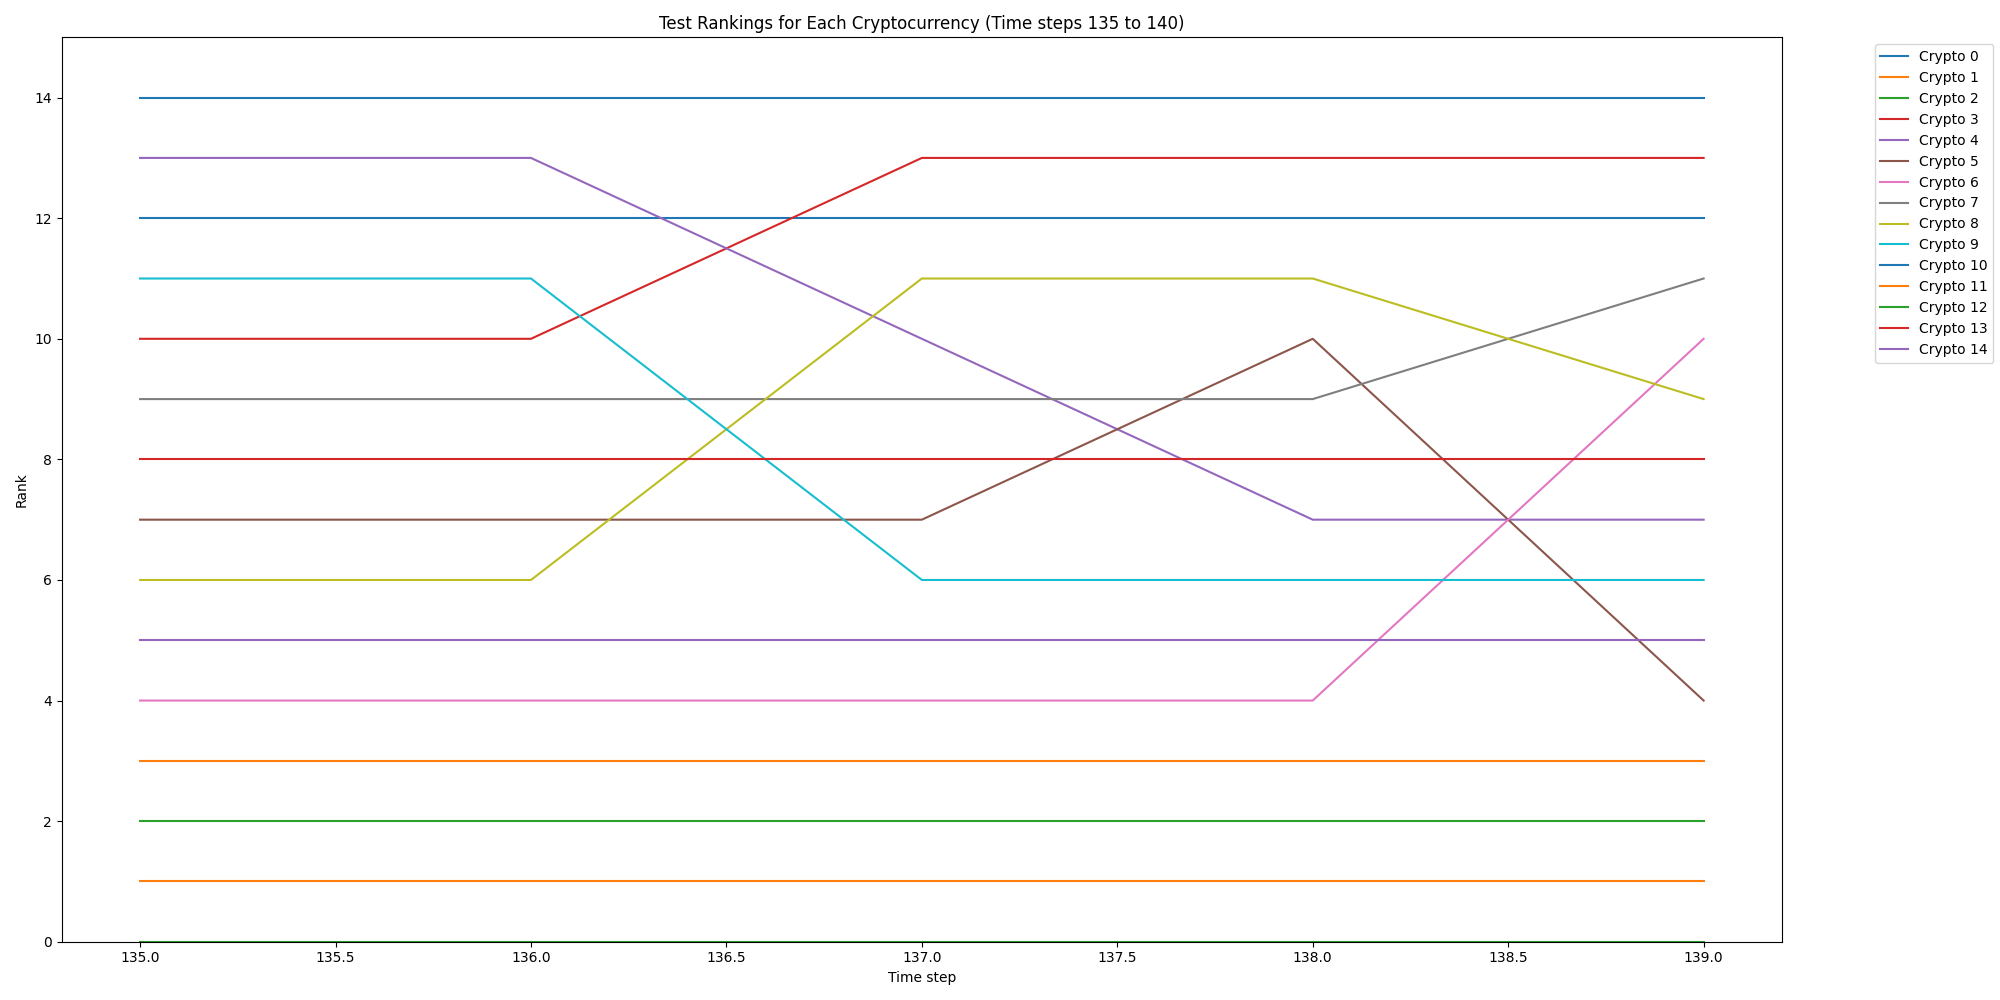 Test Rankings for Each Cryptocurrency (Time steps 135 to 140)
14
12
10
8
6
4
2
0
Rank
135.0 135.5 136.0 136.5 137.0 137.5 138.0 138.5 139.0
Time step
Crypto 0
Crypto 1
Crypto 2
Crypto 3
Crypto 4
Crypto 5
Crypto 6
Crypto 7
Crypto 8
Crypto 9
Crypto 10
Crypto 11
Crypto 12
Crypto 13
Crypto 14